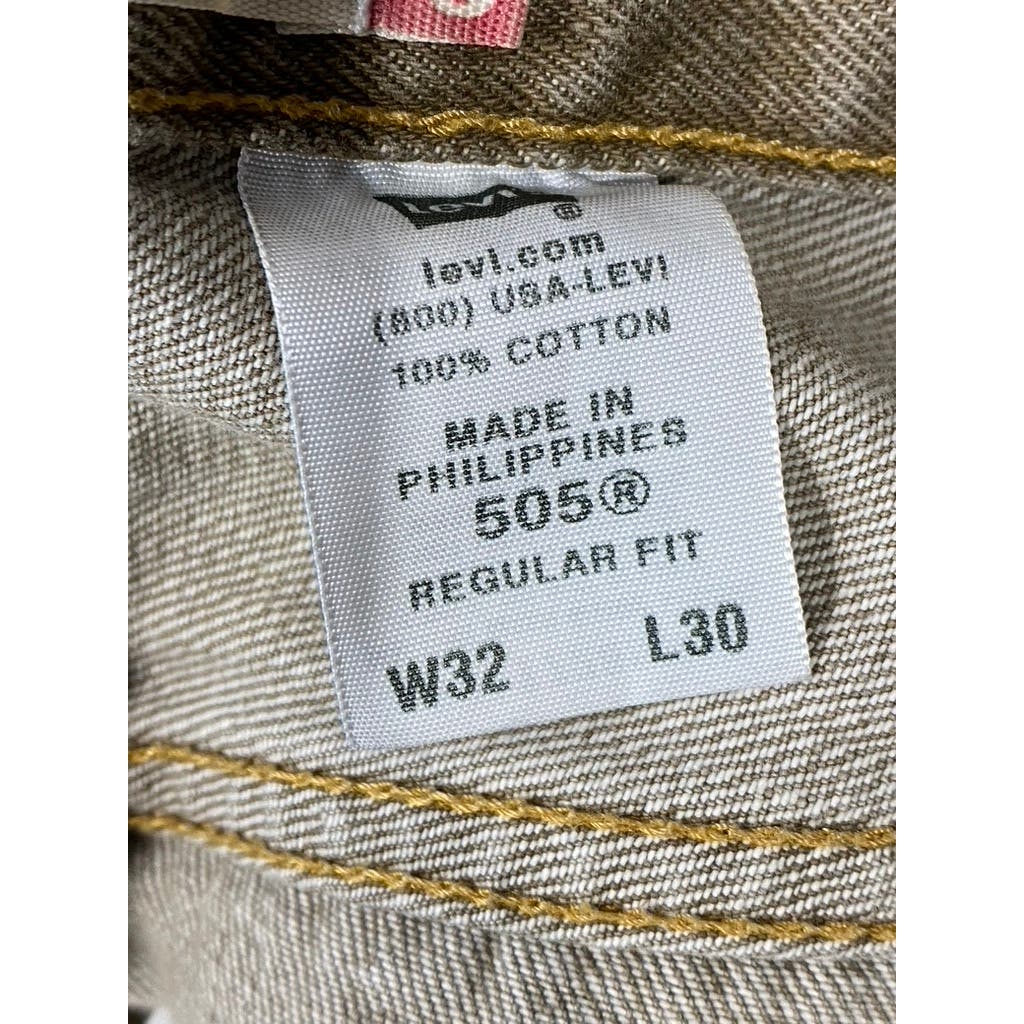 Levi
®
levi.com
(800) USA-LEVI
100% COTTON
MADE IN
PHILIPPINES
505®
REGULAR FIT
W32 L30